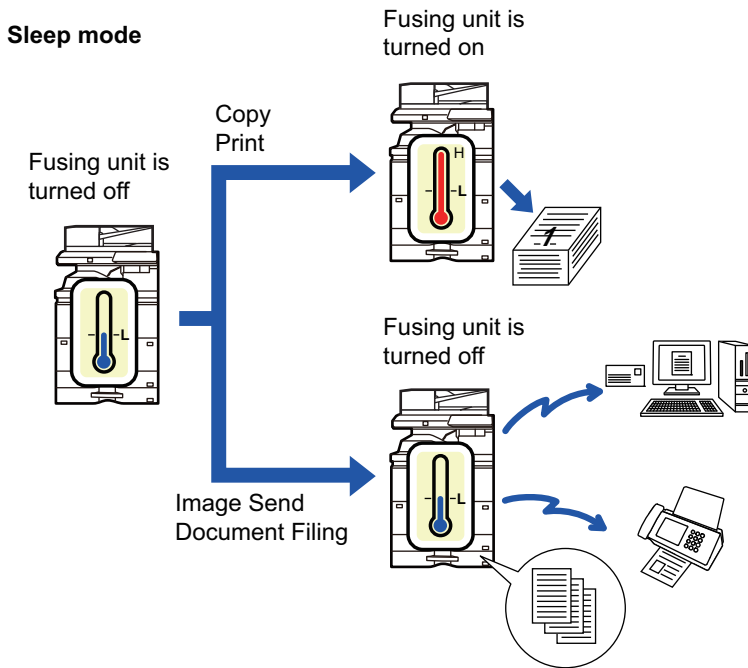 Sleep mode
Fusing unit is
turned off
L
Copy
Print
Fusing unit is
turned on
H
L
1
Image Send
Document Filing
Fusing unit is
turned off
L